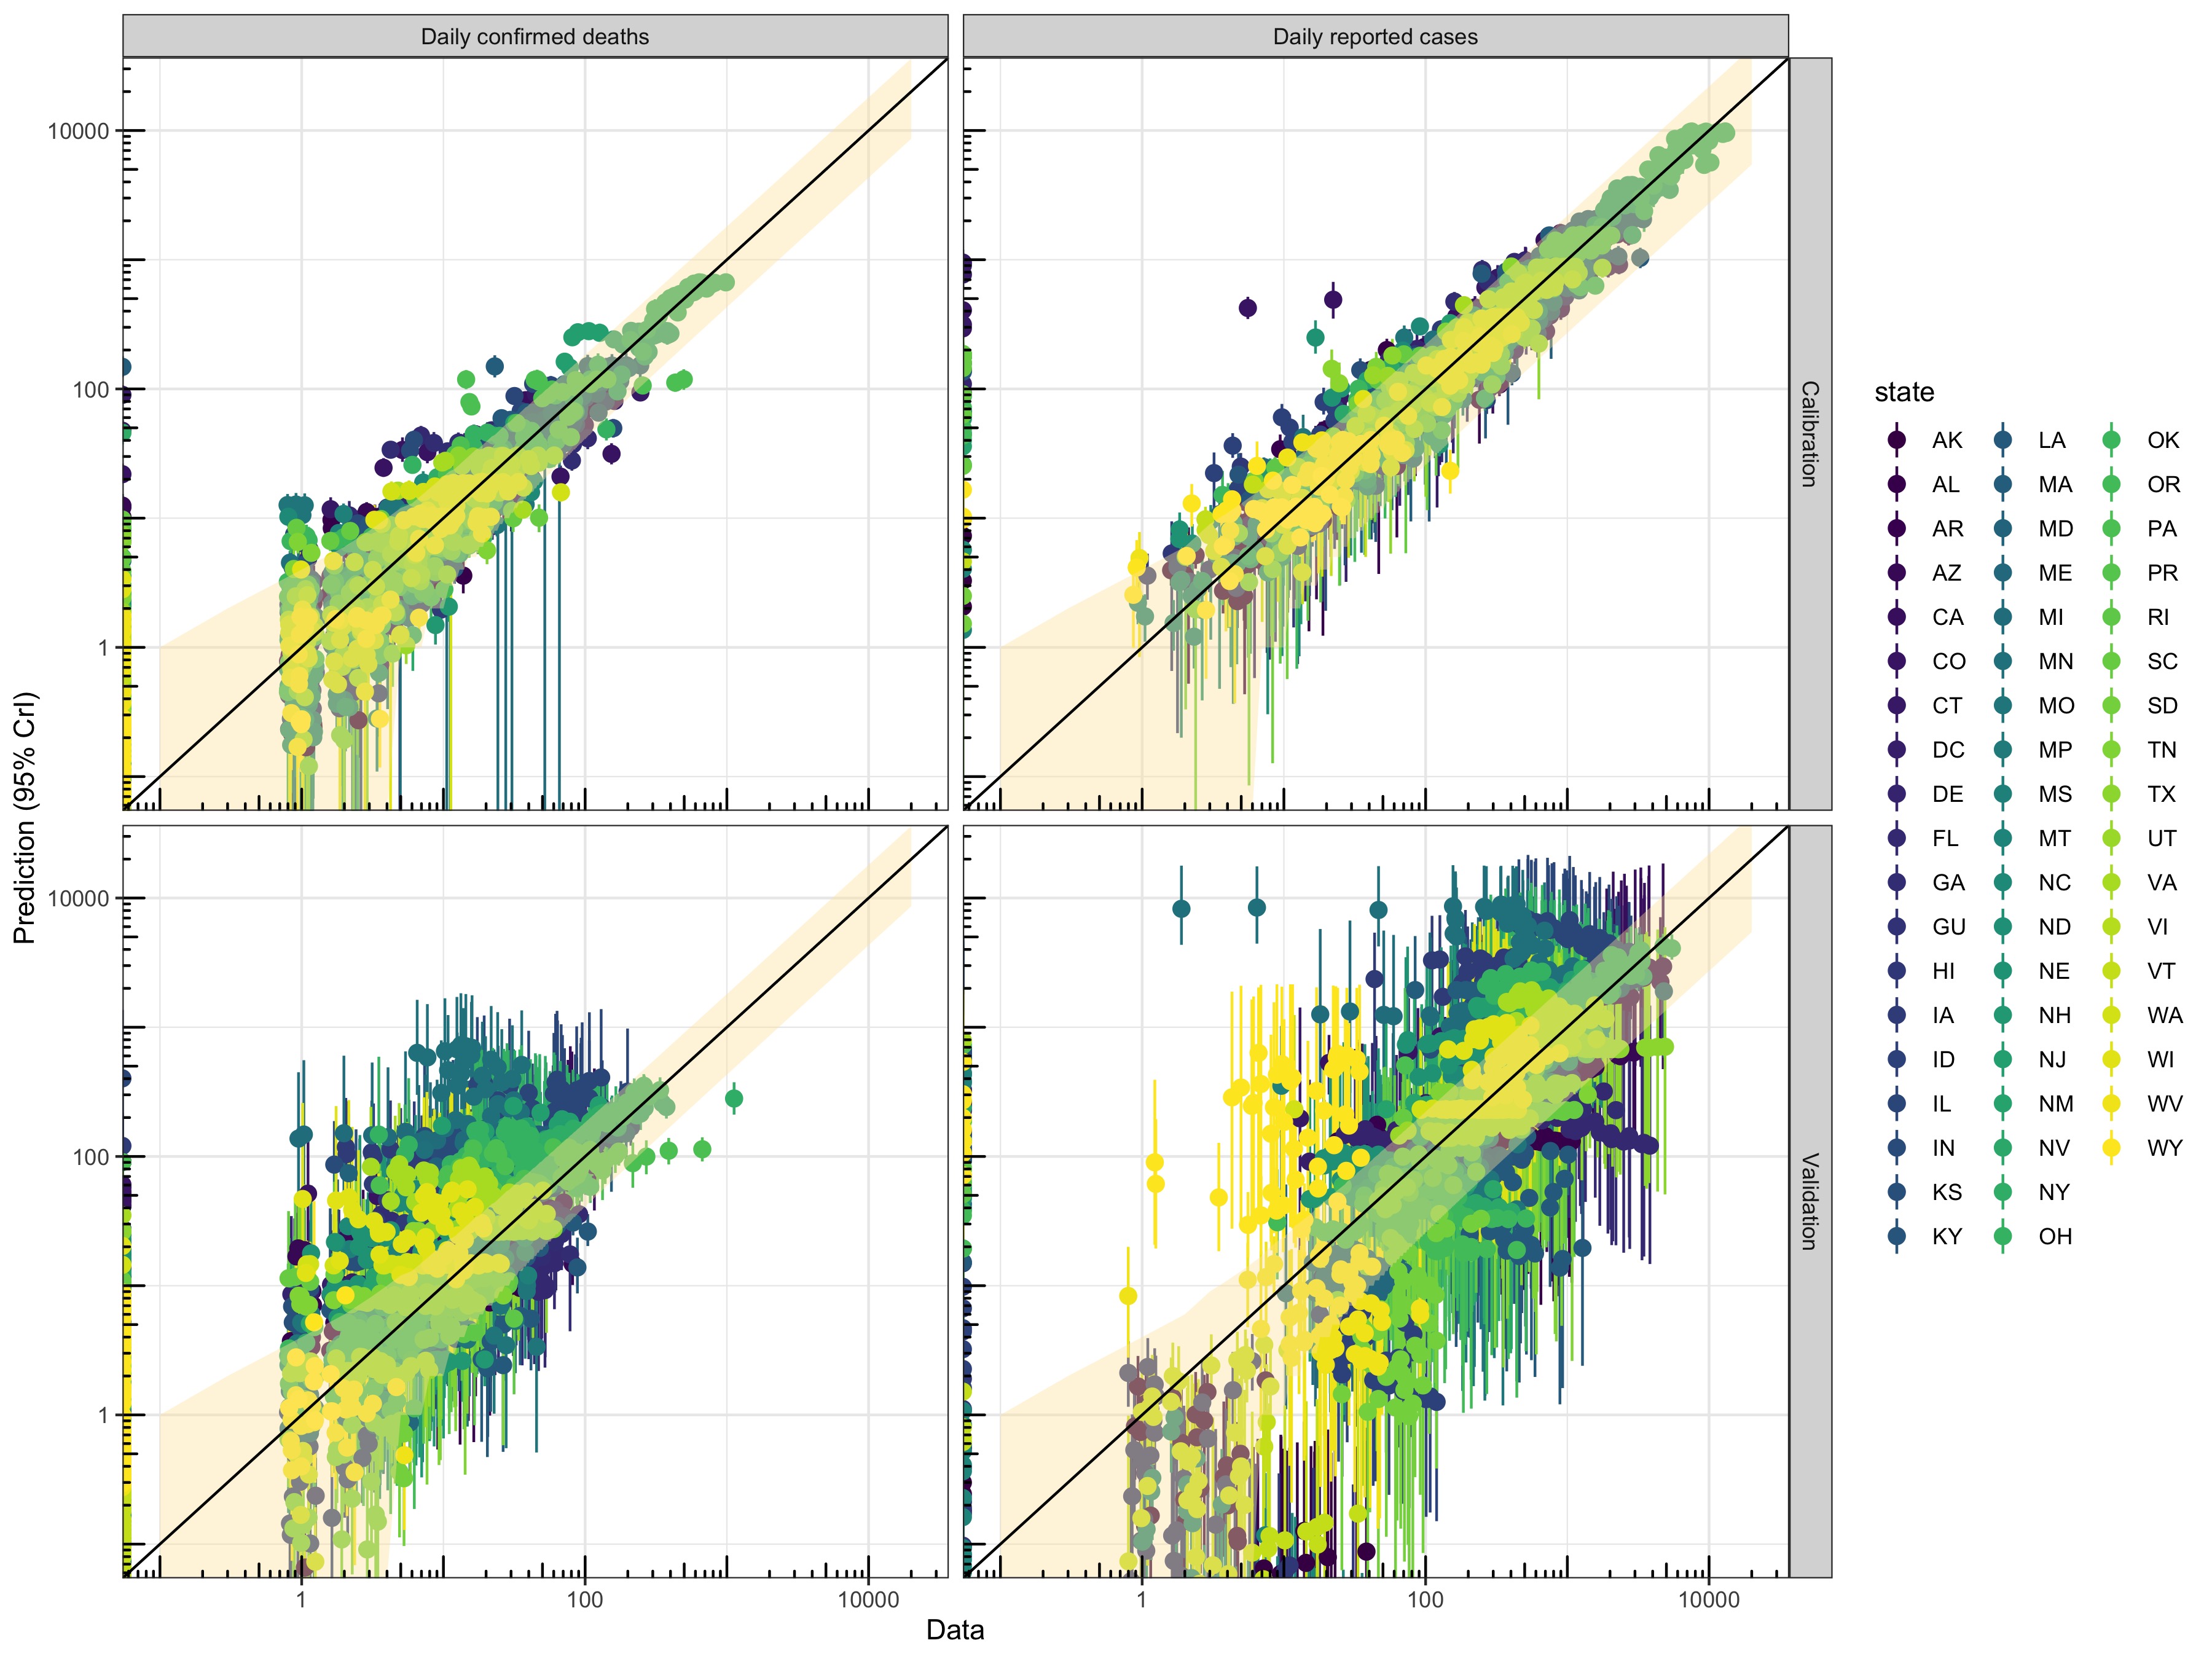 Daily confirmed deaths
Daily reported cases
10000
100
1
Calibration
10000
100
1
Validation
1
100
10000
1
100
10000
Prediction (95% CrI)
Data
state
AK
AL
AR
AZ
CA
CO
CT
DC
DE
FL
GA
GU
HI
IA
ID
IL
IN
KS
KY
LA
MA
MD
ME
MI
MN
MO
MP
MS
MT
NC
ND
NE
NH
NJ
NM
NV
NY
OH
OK
OR
PA
PR
RI
SC
SD
TN
TX
UT
VA
VI
VT
WA
WI
WV
WY